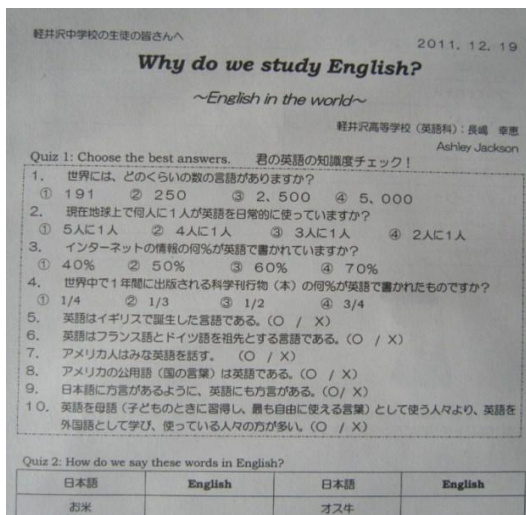 軽井沢中学校の生徒の皆さんへ
2011. 12. 19
Why do we study English?
~English in the world~
軽井沢高等学校(英語科):長嶋 幸恵
Ashley Jackson
Quiz 1: Choose the best answers. 君の英語の知識度チェック!
1. 世界には、どのくらいの数の言語がありますか?
① 191 ② 250 ③ 2、500 ④ 5、000
2. 現在地球上で何人に1人が英語を日常的に使っていますか?
① 5人に1人 ② 4人に1人 ③ 3人に1人 ④ 2人に1人
3. インターネットの情報の何%が英語で書かれていますか?
① 40% ② 50% ③ 60% ④ 70%
4. 世界中で1年間に出版される科学刊行物(本)の何%が英語で書かれたものですか?
① 1/4 ② 1/3 ③ 1/2 ④ 3/4
5. 英語はイギリスで誕生した言語である。(O / X)
6. 英語はフランス語とドイツ語を祖先とする言語である。(O / X)
7. アメリカ人はみな英語を話す。 (O / X)
8. アメリカの公用語(国の言葉)は英語である。(O / X)
9. 日本語に方言があるように、英語にも方言がある。(O/ X)
10. 英語を母語(子どものときに習得し、最も自由に使える言葉)として使う人々より、英語を
外国語として学び、使っている人々の方が多い。(O / X)
Quiz 2: How do we say these words in English?
日本語 English 日本語 English
お米 オス牛